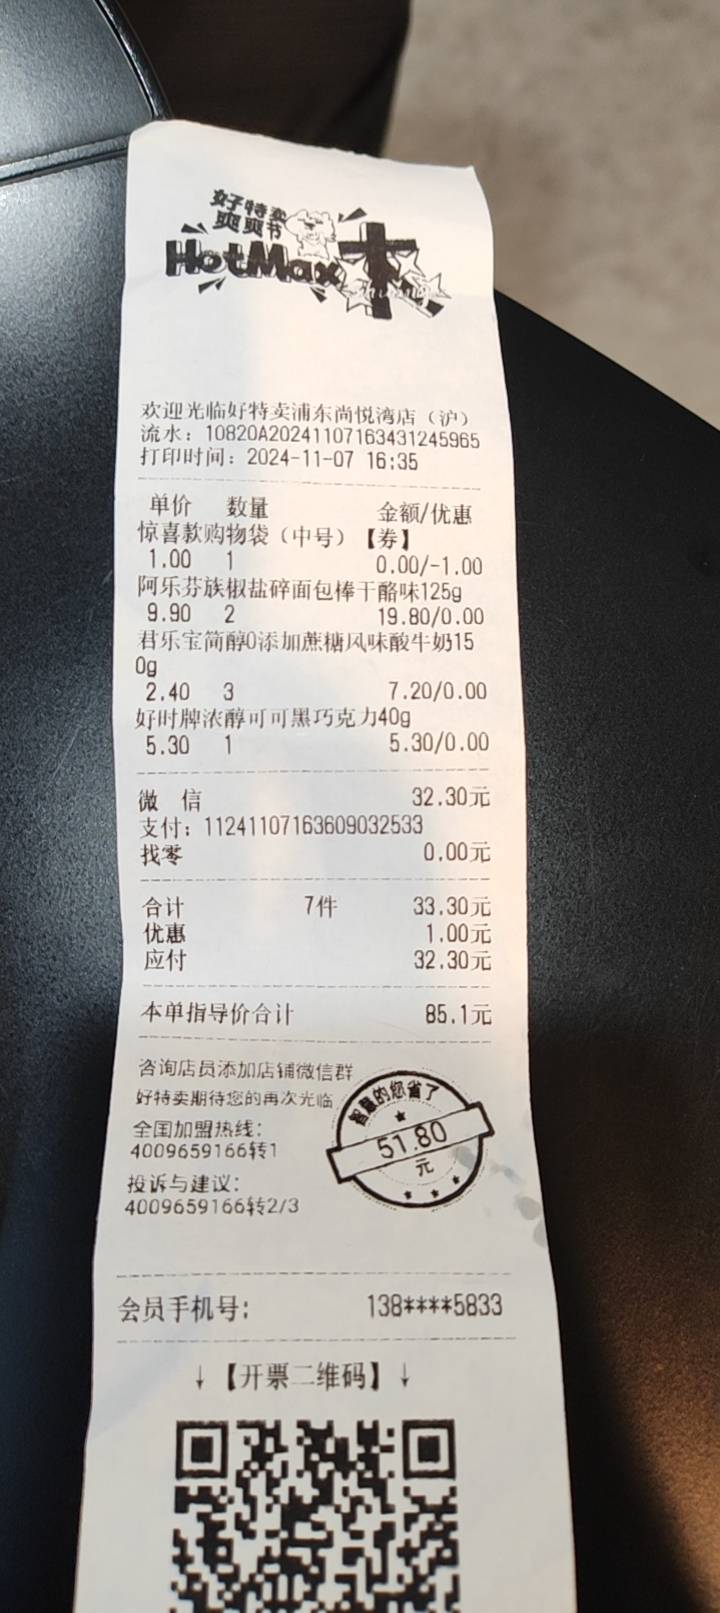 好特卖
爽爽节
HotMax
欢迎光临好特卖浦东尚悦湾店（沪）
流水：10820A20241107163431245965
打印时间：2024-11-07 16:35
单价 数量 金额/优惠
惊喜款购物袋（中号）【券】
1.00 1 0.00/-1.00
阿乐芬族椒盐碎面包棒干酪味125g
9.90 2 19.80/0.00
君乐宝简醇0添加蔗糖风味酸牛奶15
0g
2.40 3 7.20/0.00
好时牌浓醇可可黑巧克力40g
5.30 1 5.30/0.00
微 信 32.30元
支付：11241107163609032533
找零 0.00元
合计 7件 33.30元
优惠 1.00元
应付 32.30元
本单指导价合计 85.1元
咨询店员添加店铺微信群
好特卖期待您的再次光临
全国加盟热线：
4009659166转1
投诉与建议：
4009659166转2/3
智慧的您省了
51.80
元
会员手机号： 138****5833
↓【开票二维码】↓